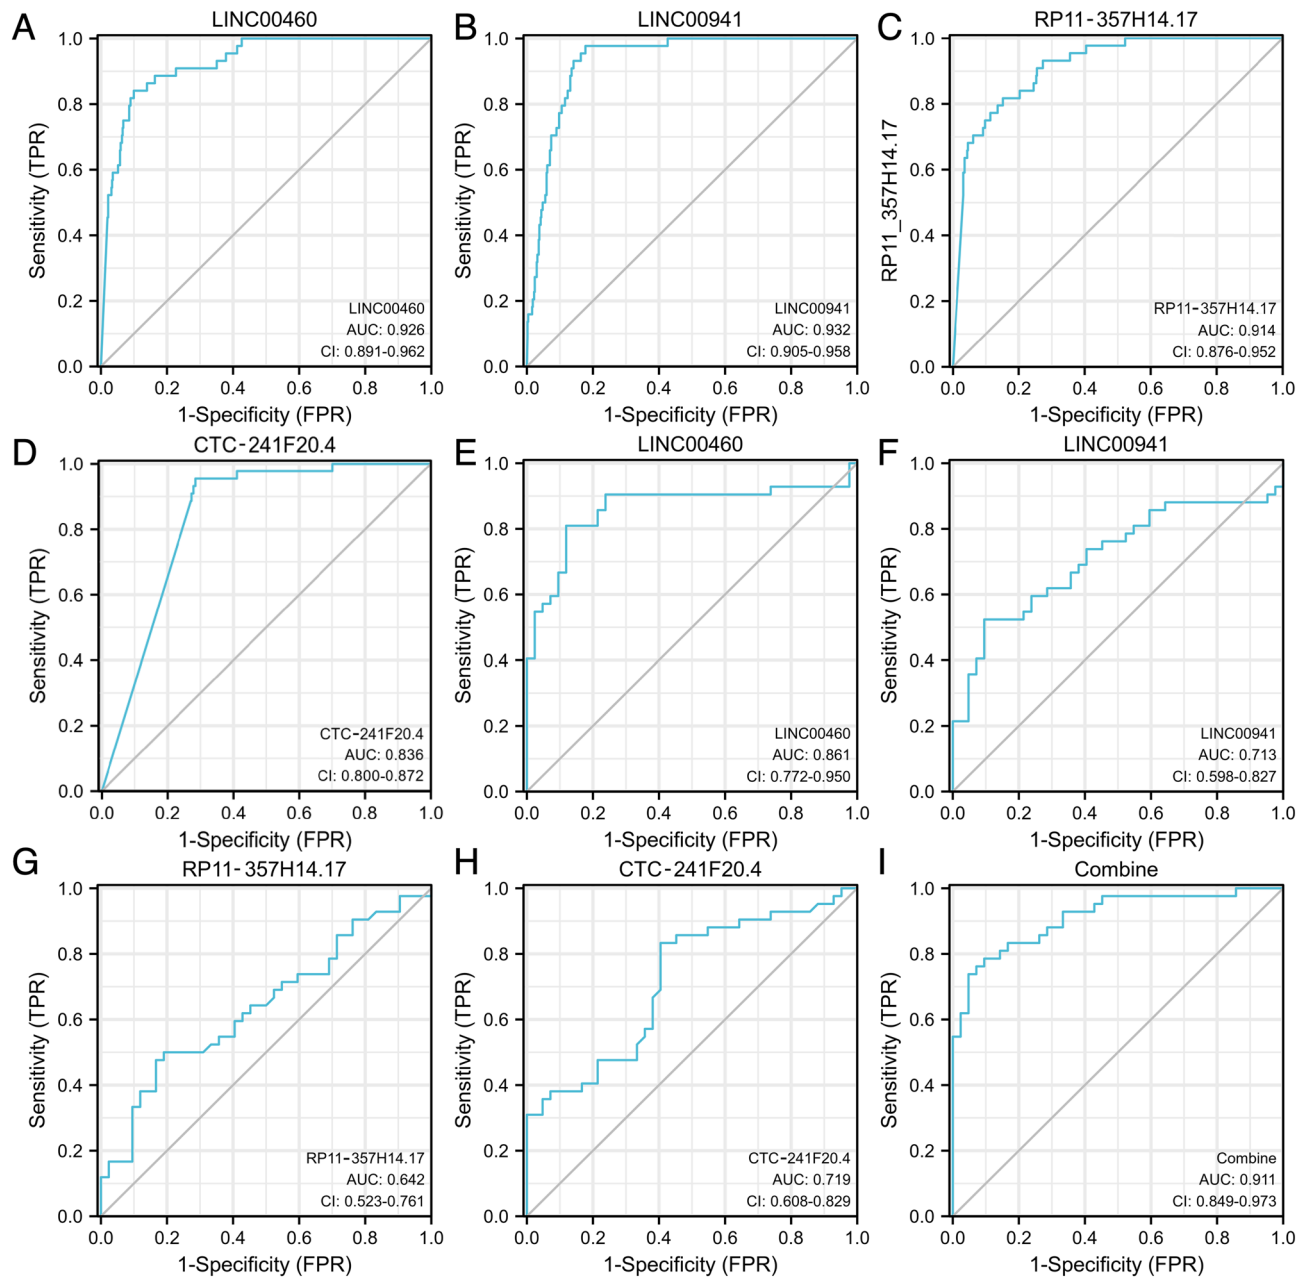 A
LINC00460
1.0
0.8
0.6
0.4
0.2
0.0
Sensitivity (TPR)
LINC00460
AUC: 0.926
CI: 0.891-0.962
0.0 0.2 0.4 0.6 0.8 1.0
1-Specificity (FPR)
B
LINC00941
1.0
0.8
0.6
0.4
0.2
0.0
Sensitivity (TPR)
LINC00941
AUC: 0.932
CI: 0.905-0.958
0.0 0.2 0.4 0.6 0.8 1.0
1-Specificity (FPR)
C
RP11-357H14.17
1.0
0.8
0.6
0.4
0.2
0.0
RP11_357H14.17
RP11-357H14.17
AUC: 0.914
CI: 0.876-0.952
0.0 0.2 0.4 0.6 0.8 1.0
1-Specificity (FPR)
D
CTC-241F20.4
1.0
0.8
0.6
0.4
0.2
0.0
Sensitivity (TPR)
CTC-241F20.4
AUC: 0.836
CI: 0.800-0.872
0.0 0.2 0.4 0.6 0.8 1.0
1-Specificity (FPR)
E
LINC00460
1.0
0.8
0.6
0.4
0.2
0.0
Sensitivity (TPR)
LINC00460
AUC: 0.861
CI: 0.772-0.950
0.0 0.2 0.4 0.6 0.8 1.0
1-Specificity (FPR)
F
LINC00941
1.0
0.8
0.6
0.4
0.2
0.0
Sensitivity (TPR)
LINC00941
AUC: 0.713
CI: 0.598-0.827
0.0 0.2 0.4 0.6 0.8 1.0
1-Specificity (FPR)
G
RP11-357H14.17
1.0
0.8
0.6
0.4
0.2
0.0
Sensitivity (TPR)
RP11-357H14.17
AUC: 0.642
CI: 0.523-0.761
0.0 0.2 0.4 0.6 0.8 1.0
1-Specificity (FPR)
H
CTC-241F20.4
1.0
0.8
0.6
0.4
0.2
0.0
Sensitivity (TPR)
CTC-241F20.4
AUC: 0.719
CI: 0.608-0.829
0.0 0.2 0.4 0.6 0.8 1.0
1-Specificity (FPR)
I
Combine
1.0
0.8
0.6
0.4
0.2
0.0
Sensitivity (TPR)
Combine
AUC: 0.911
CI: 0.849-0.973
0.0 0.2 0.4 0.6 0.8 1.0
1-Specificity (FPR)